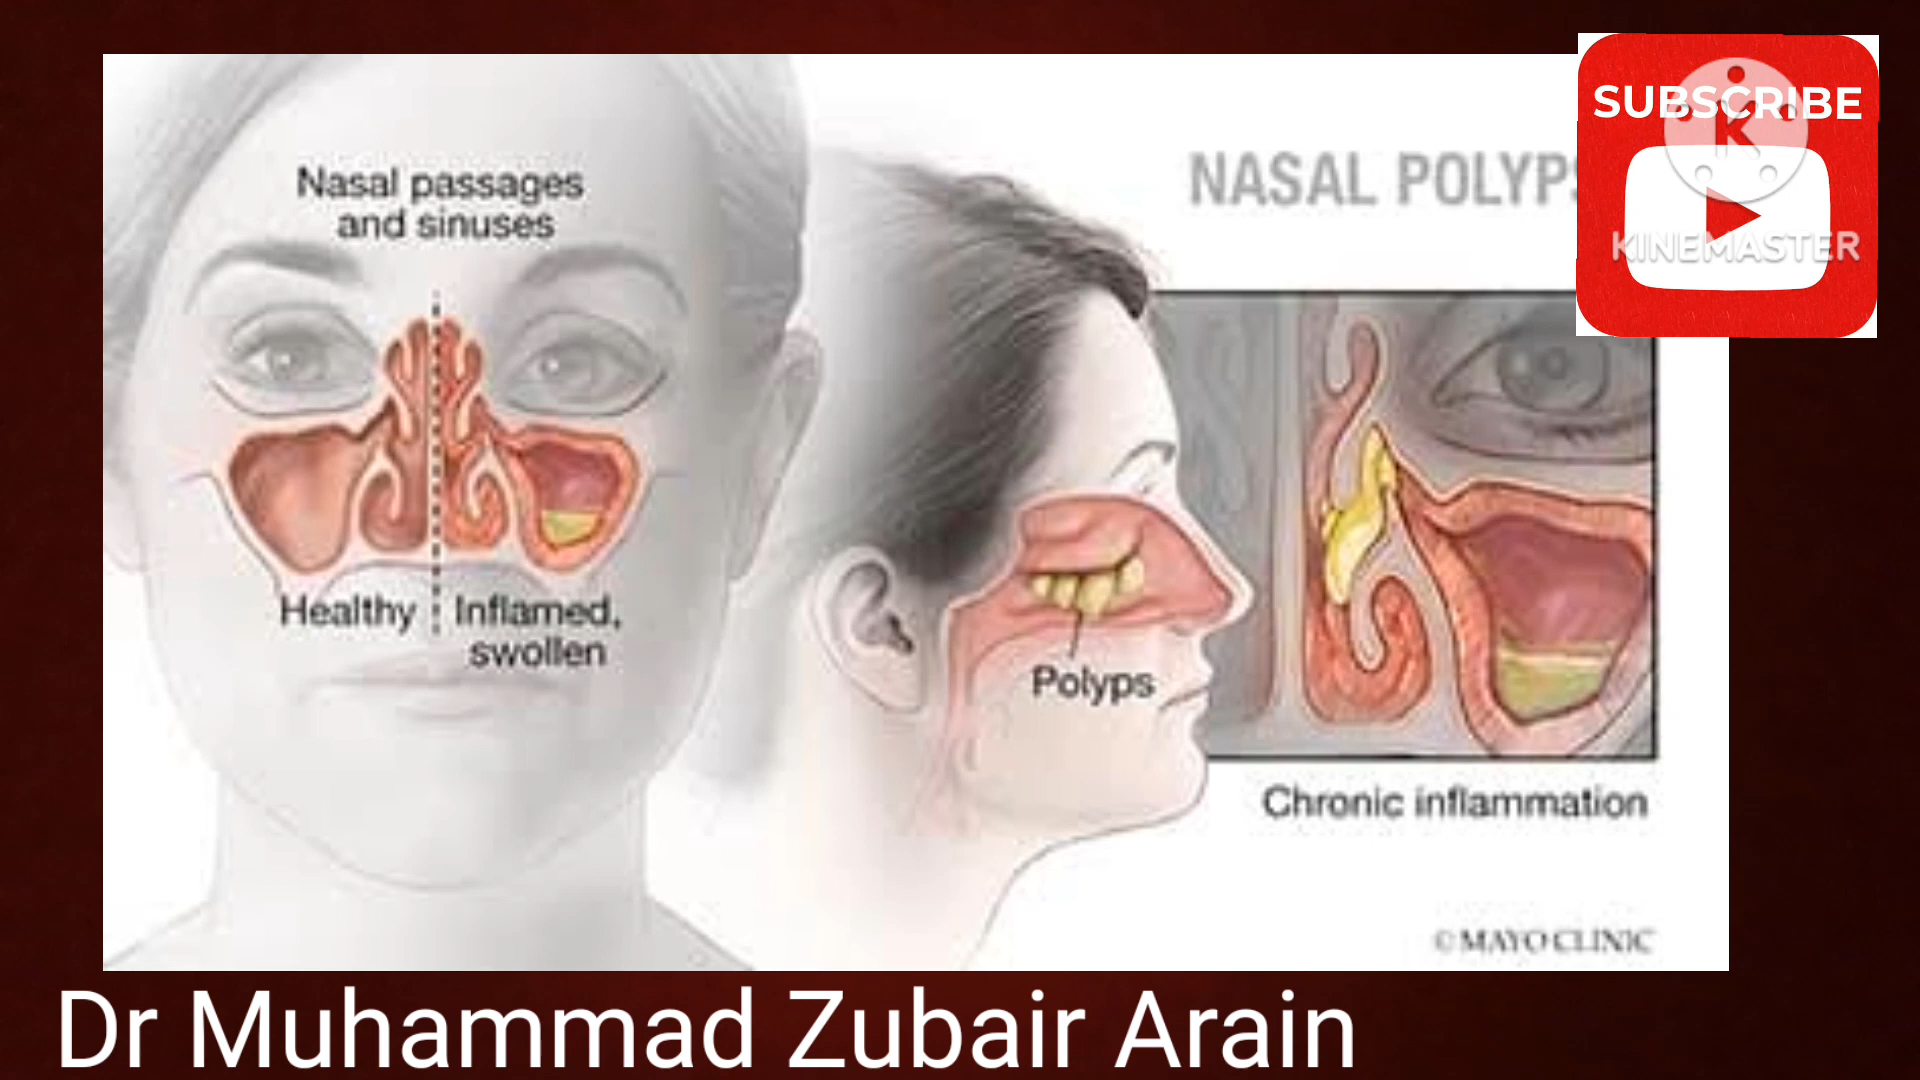 Nasal passages
and sinuses
Healthy
Inflamed,
swollen
NASAL POLYPS
Polyps
Chronic inflammation
© MAYO CLINIC
SUBSCRIBE
K
KINEMASTER
Dr Muhammad Zubair Arain